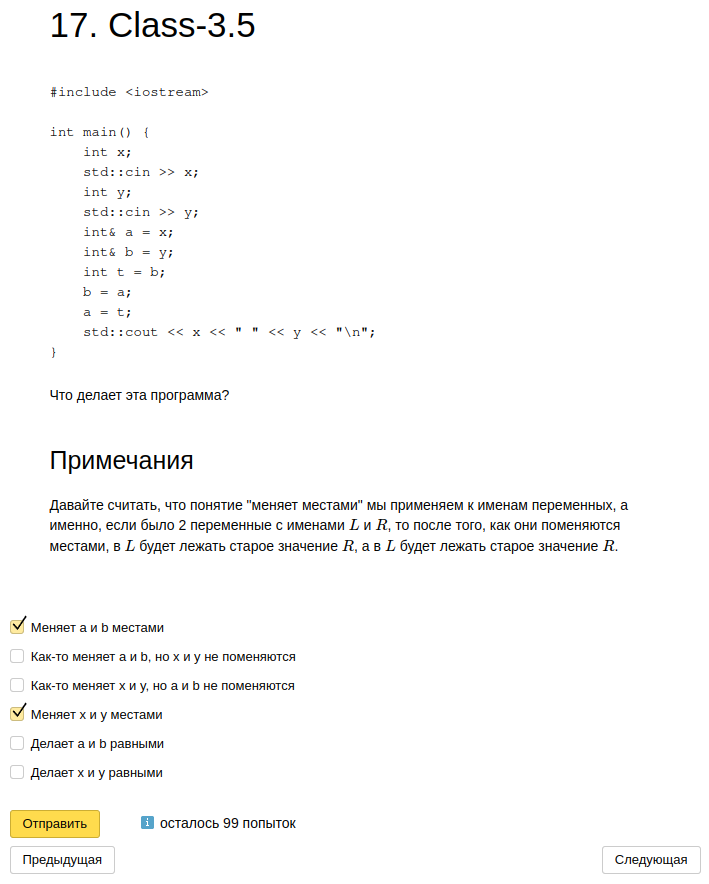 17. Class-3.5
#include <iostream>
int main() {
    int x;
    std::cin >> x;
    int y;
    std::cin >> y;
    int& a = x;
    int& b = y;
    int t = b;
    b = a;
    a = t;
    std::cout << x << " " << y << "\n";
}
Что делает эта программа?
Примечания
Давайте считать, что понятие "меняет местами" мы применяем к именам переменных, а
именно, если было 2 переменные с именами L и R, то после того, как они поменяются
местами, в L будет лежать старое значение R, а в L будет лежать старое значение R.
Меняет a и b местами
Как-то меняет a и b, но x и y не поменяются
Как-то меняет x и y, но a и b не поменяются
Меняет x и y местами
Делает a и b равными
Делает x и y равными
Отправить
i осталось 99 попыток
Предыдущая
Следующая